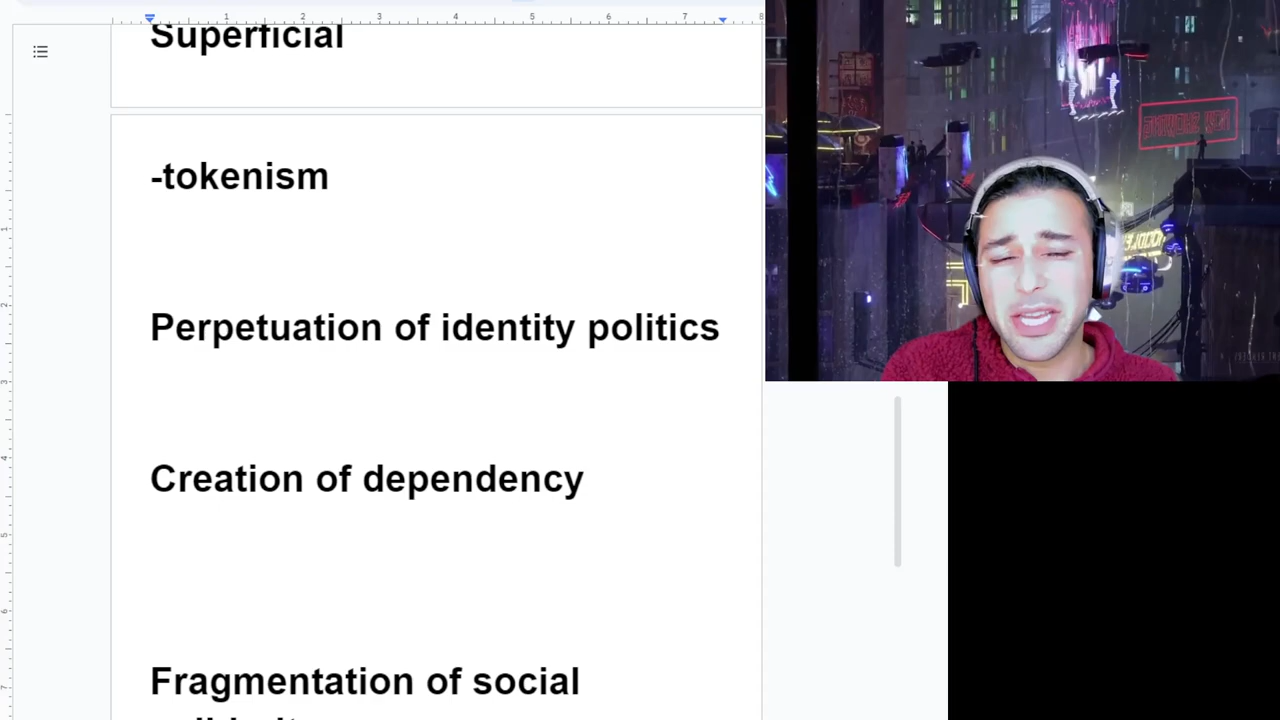 Superficial
-tokenism
Perpetuation of identity politics
Creation of dependency
Fragmentation of social